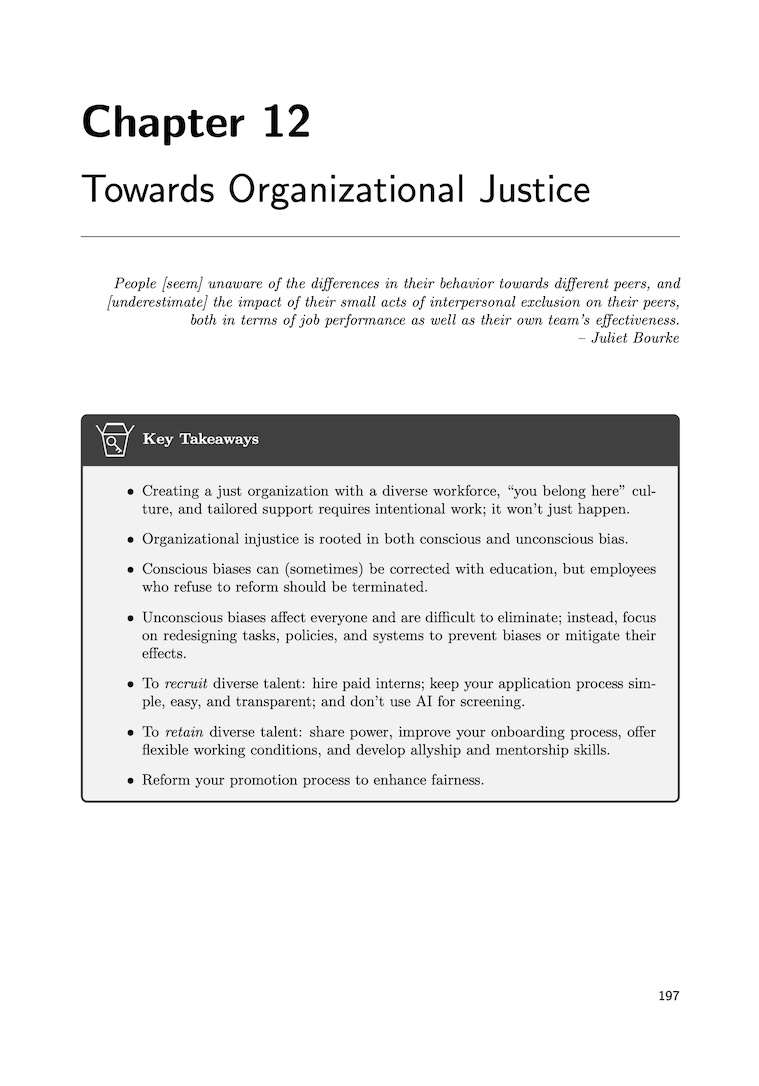 Chapter 12
Towards Organizational Justice
People [seem] unaware of the differences in their behavior towards different peers, and
[underestimate] the impact of their small acts of interpersonal exclusion on their peers,
both in terms of job performance as well as their own team's effectiveness.
– Juliet Bourke
Key Takeaways
• Creating a just organization with a diverse workforce, “you belong here” cul-
ture, and tailored support requires intentional work; it won't just happen.
• Organizational injustice is rooted in both conscious and unconscious bias.
• Conscious biases can (sometimes) be corrected with education, but employees
who refuse to reform should be terminated.
• Unconscious biases affect everyone and are difficult to eliminate; instead, focus
on redesigning tasks, policies, and systems to prevent biases or mitigate their
effects.
• To recruit diverse talent: hire paid interns; keep your application process sim-
ple, easy, and transparent; and don't use AI for screening.
• To retain diverse talent: share power, improve your onboarding process, offer
flexible working conditions, and develop allyship and mentorship skills.
• Reform your promotion process to enhance fairness.
197